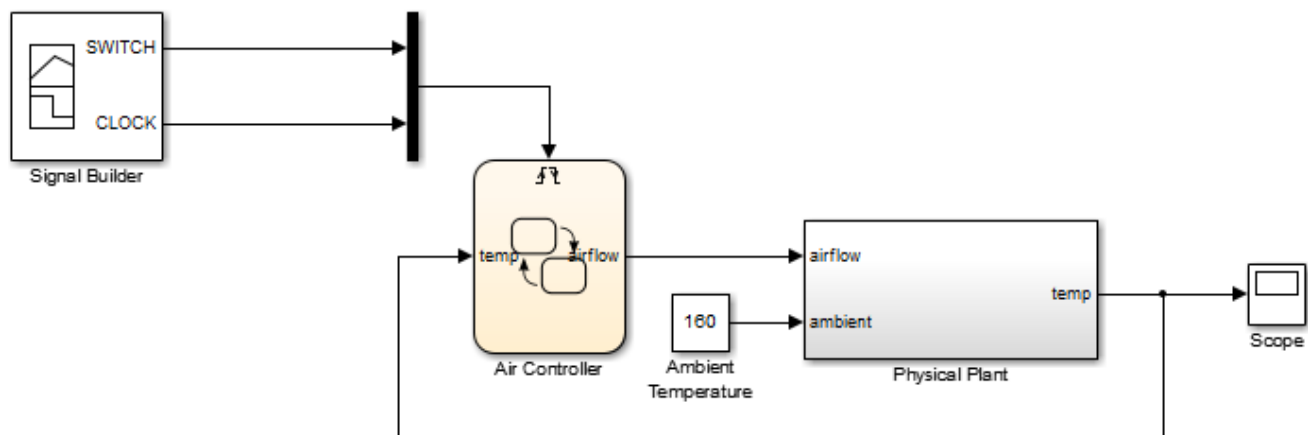 SWITCH
CLOCK
Signal Builder
temp
airflow
Air Controller
160
Ambient
Temperature
airflow
ambient
temp
Physical Plant
Scope